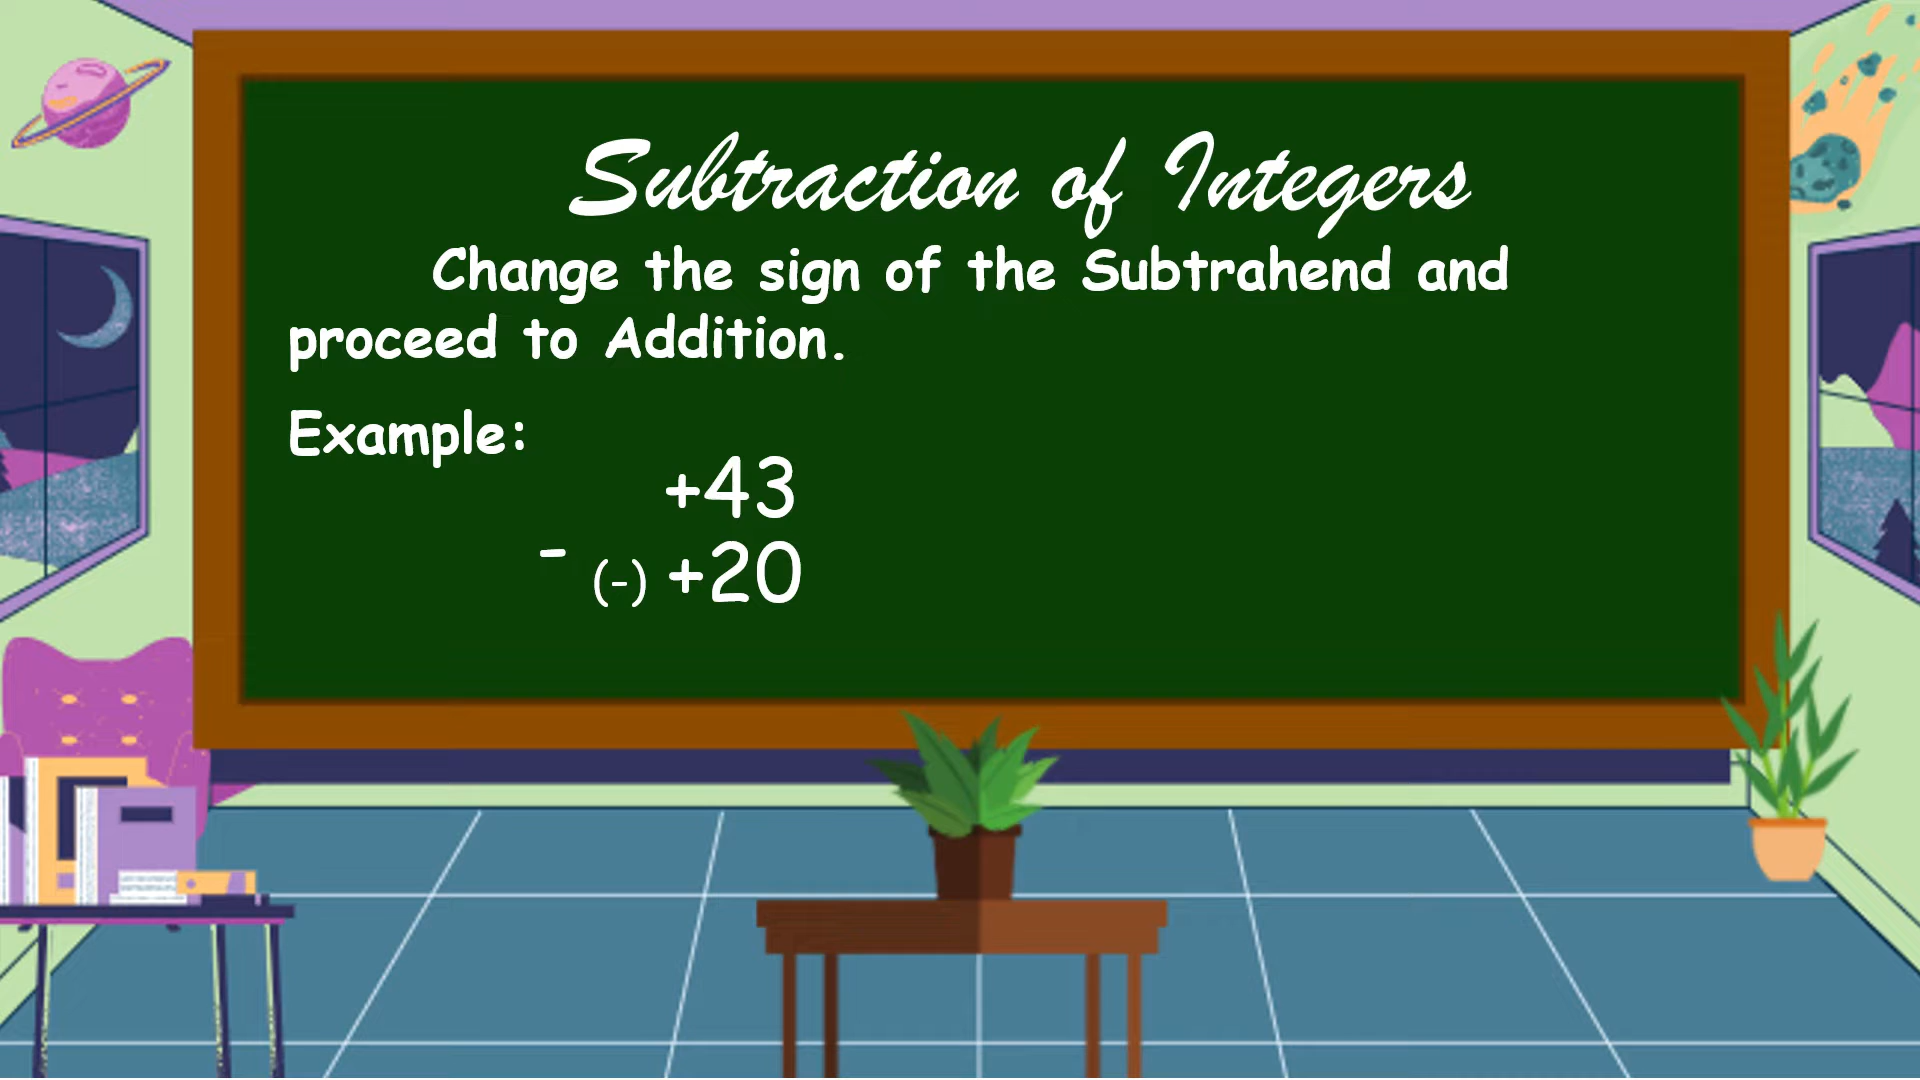 Subtraction of Integers
Change the sign of the Subtrahend and
proceed to Addition.
Example:
+43
- (-) +20